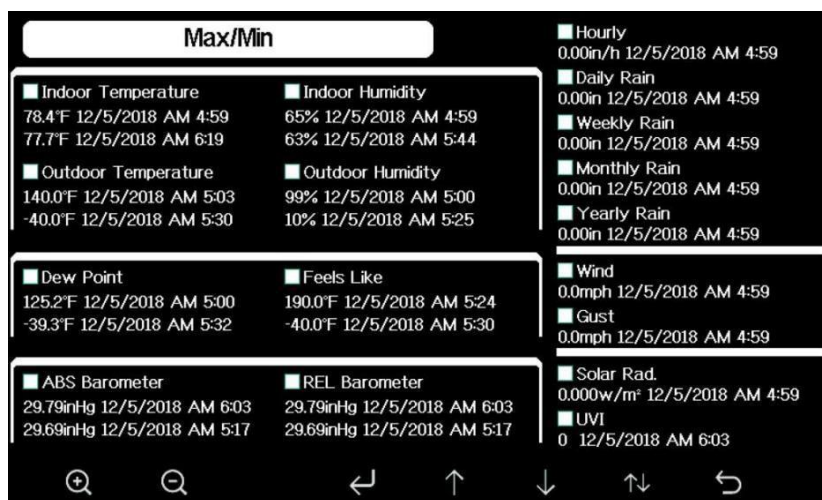 Max/Min
Indoor Temperature
78.4°F 12/5/2018 AM 4:59
77.7°F 12/5/2018 AM 6:19
Indoor Humidity
65% 12/5/2018 AM 4:59
63% 12/5/2018 AM 5:44
Outdoor Temperature
140.0°F 12/5/2018 AM 5:03
-40.0°F 12/5/2018 AM 5:30
Outdoor Humidity
99% 12/5/2018 AM 5:00
10% 12/5/2018 AM 5:25
Dew Point
125.2°F 12/5/2018 AM 5:00
-39.3°F 12/5/2018 AM 5:32
Feels Like
190.0°F 12/5/2018 AM 5:24
-40.0°F 12/5/2018 AM 5:30
ABS Barometer
29.79inHg 12/5/2018 AM 6:03
29.69inHg 12/5/2018 AM 5:17
REL Barometer
29.79inHg 12/5/2018 AM 6:03
29.69inHg 12/5/2018 AM 5:17
Hourly
0.00in/h 12/5/2018 AM 4:59
Daily Rain
0.00in 12/5/2018 AM 4:59
Weekly Rain
0.00in 12/5/2018 AM 4:59
Monthly Rain
0.00in 12/5/2018 AM 4:59
Yearly Rain
0.00in 12/5/2018 AM 4:59
Wind
0.0mph 12/5/2018 AM 4:59
Gust
0.0mph 12/5/2018 AM 4:59
Solar Rad.
0.000w/m² 12/5/2018 AM 4:59
UVI
0 12/5/2018 AM 6:03